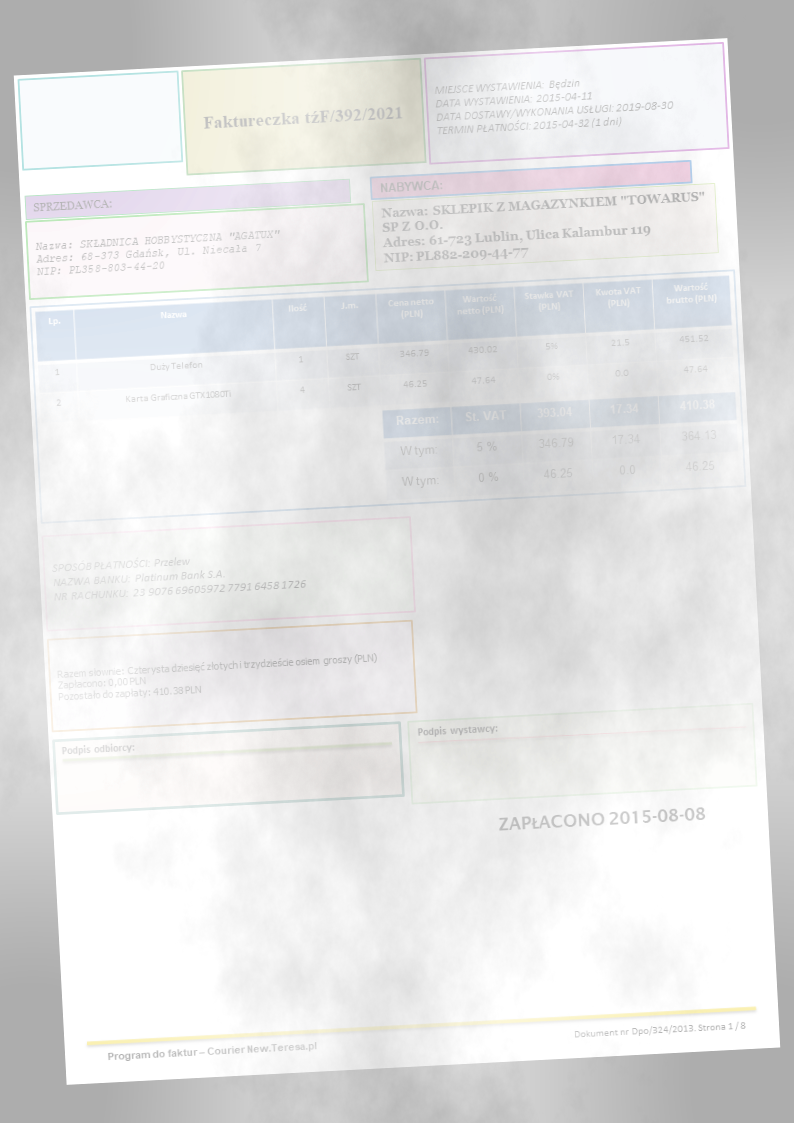 Faktureczka tźF/392/2021
MIEJSCE WYSTAWIENIA: Będzin
DATA WYSTAWIENIA: 2015-04-11
DATA DOSTAWY/WYKONANIA USŁUGI: 2019-08-30
TERMIN PŁATNOŚCI: 2015-04-32 (1 dni)
SPRZEDAWCA:
Nazwa: SKŁADNICA HOBBYSTYCZNA "AGATUX"
Adres: 68-373 Gdańsk, Ul. Niecała 7
NIP: PL358-803-44-20
NABYWCA:
Nazwa: SKLEPIK Z MAGAZYNKIEM "TOWARUS"
SP Z O.O.
Adres: 61-723 Lublin, Ulica Kalambur 119
NIP: PL882-209-44-77
Lp. Nazwa Ilość J.m. Cena netto (PLN) Wartość netto (PLN) Stawka VAT (PLN) Kwota VAT (PLN) Wartość brutto (PLN)
1 Duży Telefon 1 SZT 346.79 430.02 5% 21.5 451.52
2 Karta Graficzna GTX1080Ti 4 SZT 46.25 47.64 0% 0.0 47.64
Razem: St. VAT 393.04 17.34 410.38
W tym: 5 % 346.79 17.34 364.13
W tym: 0 % 46.25 0.0 46.25
SPOSÓB PŁATNOŚCI: Przelew
NAZWA BANKU: Platinum Bank S.A.
NR RACHUNKU: 23 9076 69605972 7791 6458 1726
Razem słownie: Czterysta dziesięć złotych i trzydzieście osiem groszy (PLN)
Zapłacono: 0,00 PLN
Pozostało do zapłaty: 410.38 PLN
Podpis odbiorcy:
Podpis wystawcy:
ZAPŁACONO 2015-08-08
Program do faktur – Courier New.Teresa.pl
Dokument nr Dpo/324/2013. Strona 1 / 8